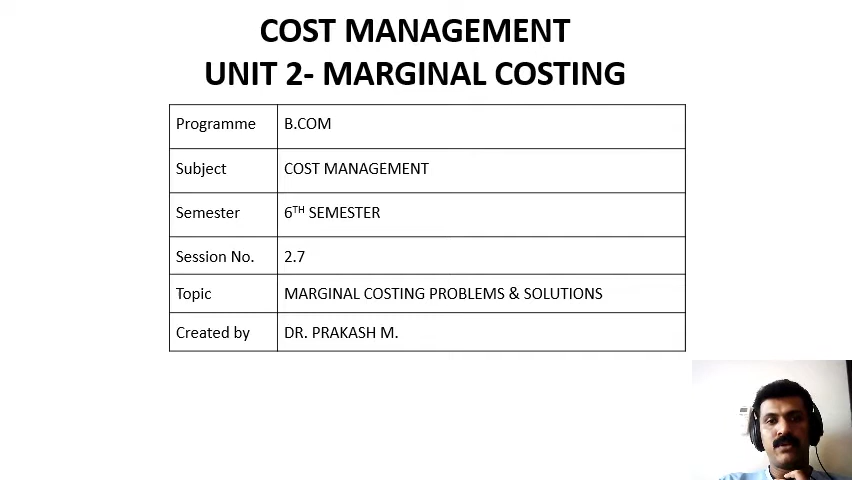 COST MANAGEMENT
UNIT 2- MARGINAL COSTING
Programme B.COM
Subject COST MANAGEMENT
Semester 6TH SEMESTER
Session No. 2.7
Topic MARGINAL COSTING PROBLEMS & SOLUTIONS
Created by DR. PRAKASH M.